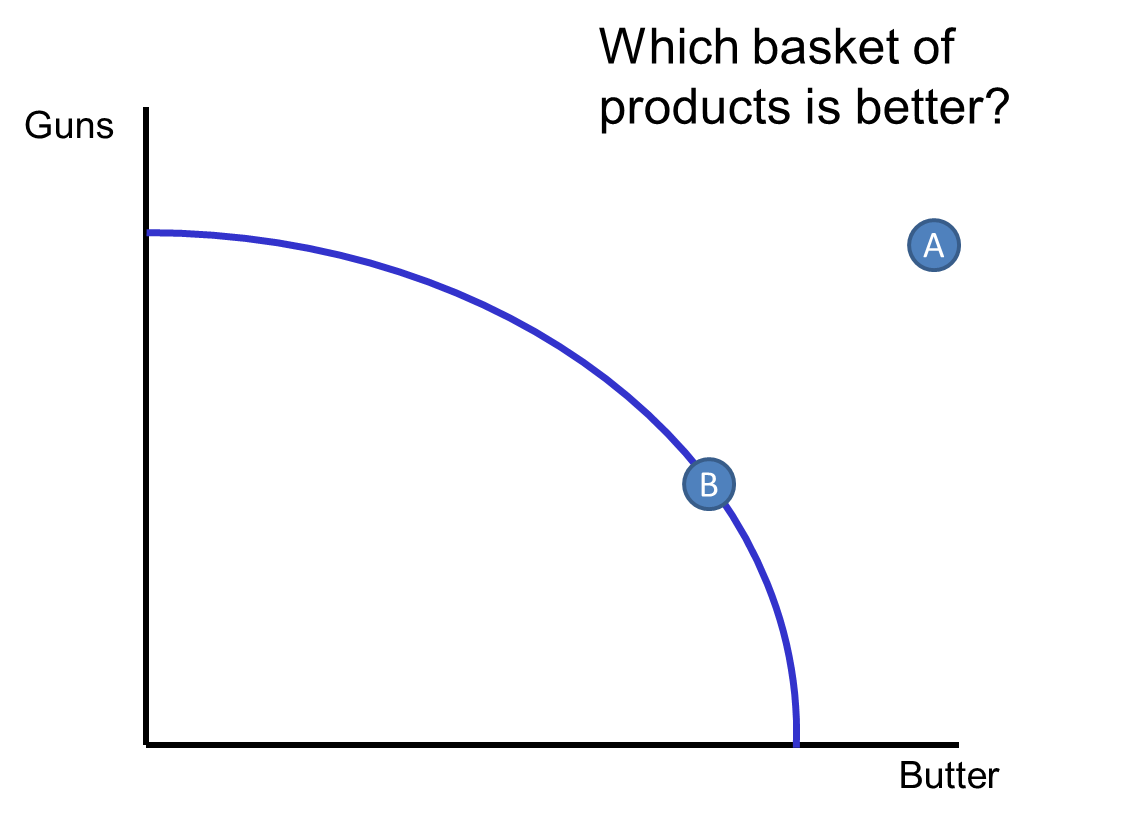 Which basket of
products is better?
Guns
A
B
Butter